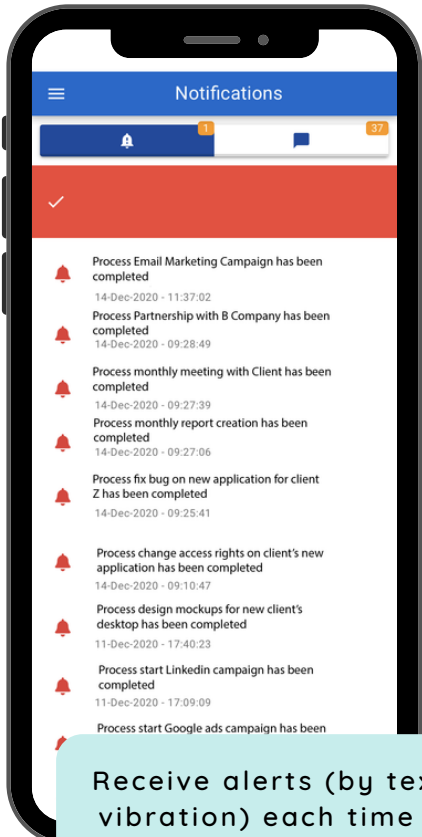 Notifications
1
37
Process Email Marketing Campaign has been
completed
14-Dec-2020 - 11:37:02
Process Partnership with B Company has been
completed
14-Dec-2020 - 09:28:49
Process monthly meeting with Client has been
completed
14-Dec-2020 - 09:27:39
Process monthly report creation has been
completed
14-Dec-2020 - 09:27:06
Process fix bug on new application for client
Z has been completed
14-Dec-2020 - 09:25:41
Process change access rights on client's new
application has been completed
14-Dec-2020 - 09:10:47
Process design mockups for new client's
desktop has been completed
11-Dec-2020 - 17:40:23
Process start Linkedin campaign has been
completed
11-Dec-2020 - 17:09:09
Process start Google ads campaign has been
Receive alerts (by
vibration) each time